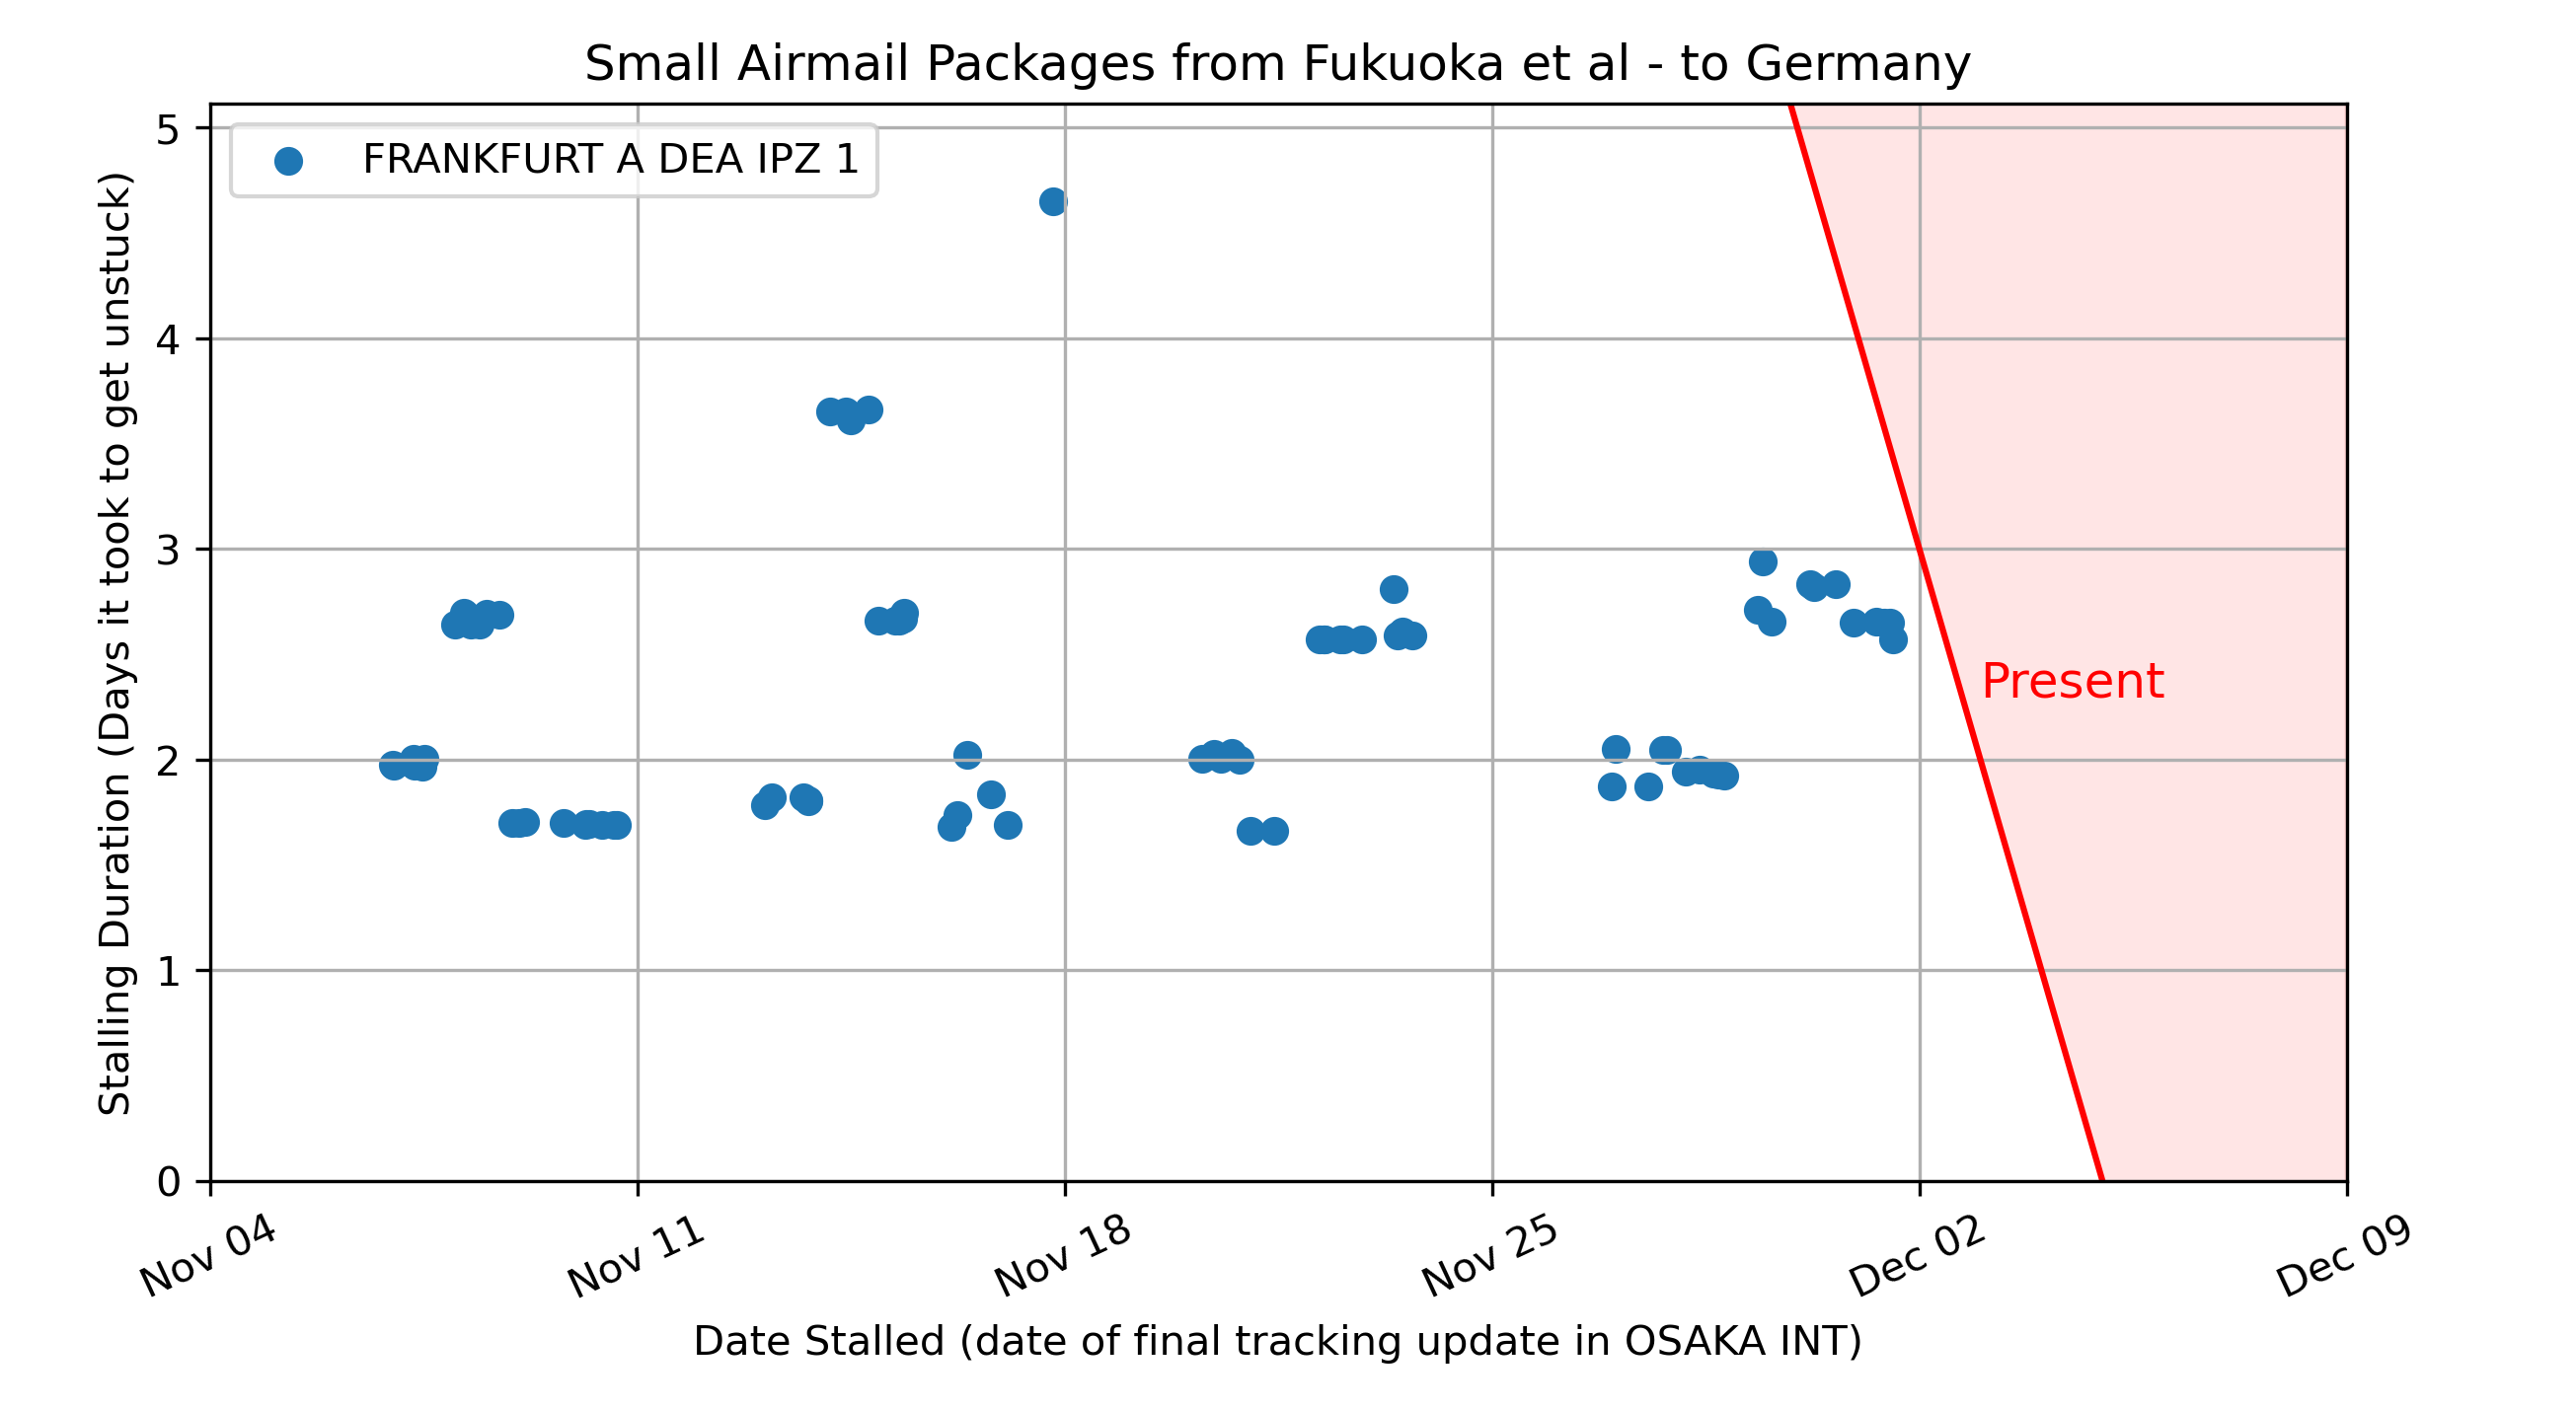 Small Airmail Packages from Fukuoka et al - to Germany
FRANKFURT A DEA IPZ 1
Stalling Duration (Days it took to get unstuck)
5
4
3
2
1
0
Present
Nov 04
Nov 11
Nov 18
Nov 25
Dec 02
Dec 09
Date Stalled (date of final tracking update in OSAKA INT)